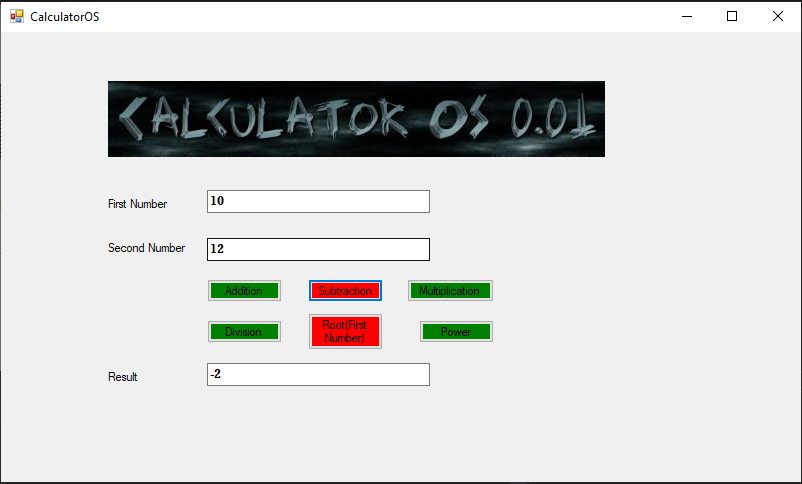 CalculatorOS
CALCULATOR OS 0.01
First Number
10
Second Number
12
Addition
Subtraction
Multiplication
Division
Root(First
Number)
Power
Result
-2